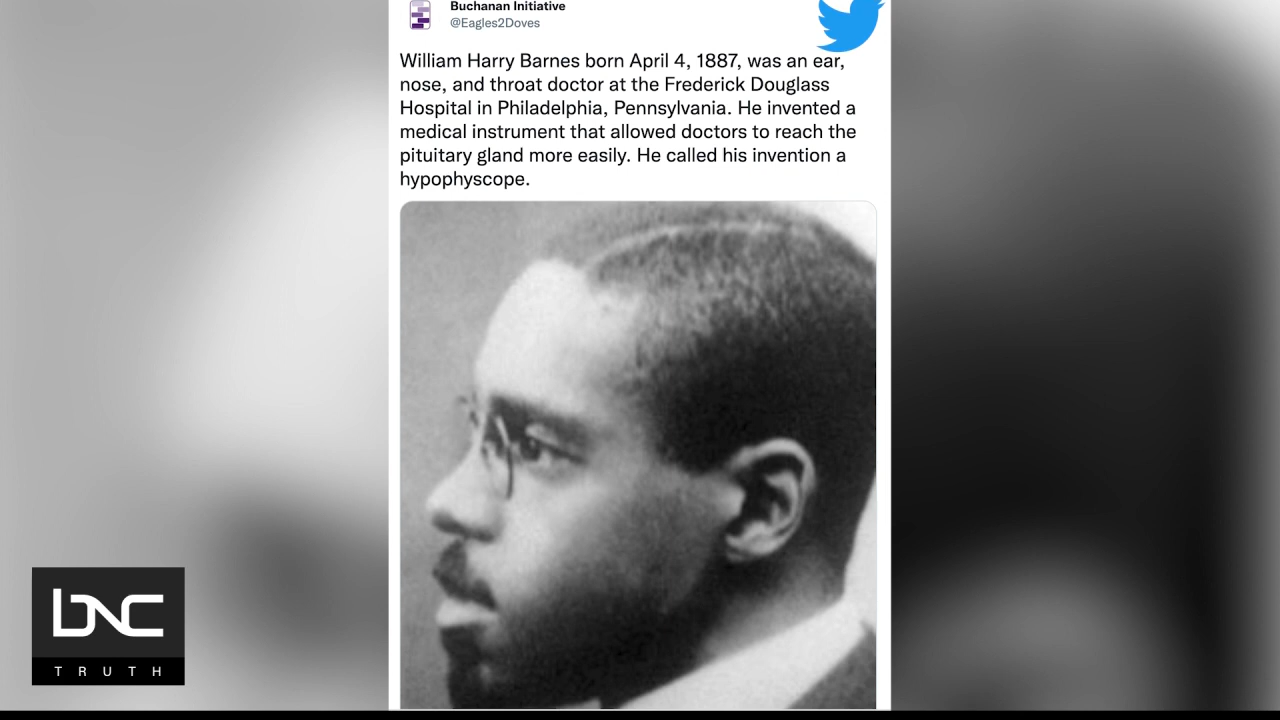 Buchanan Initiative
@Eagles2Doves
William Harry Barnes born April 4, 1887, was an ear,
nose, and throat doctor at the Frederick Douglass
Hospital in Philadelphia, Pennsylvania. He invented a
medical instrument that allowed doctors to reach the
pituitary gland more easily. He called his invention a
hypophyscope.
BNC
TRUTH